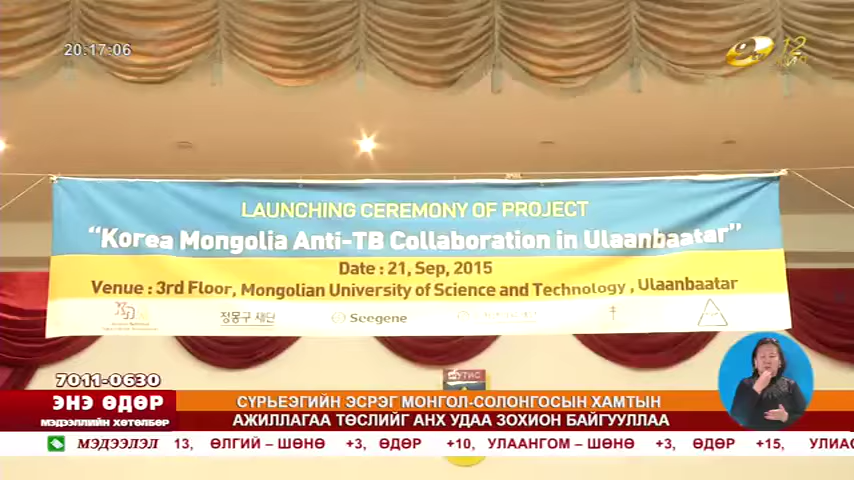 20:17:06
LAUNCHING CEREMONY OF PROJECT
“Korea Mongolia Anti-TB Collaboration in Ulaanbaatar”
Date : 21, Sep, 2015
Venue : 3rd Floor, Mongolian University of Science and Technology , Ulaanbaatar
정몽구 재단
Seegene
7011-0630
ЭНЭ ӨДӨР
МЭДЭЭЛЛИЙН ХӨТӨЛБӨР
СҮРЬЕЭГИЙН ЭСРЭГ МОНГОЛ-СОЛОНГОСЫН ХАМТЫН
АЖИЛЛАГАА ТӨСЛИЙГ АНХ УДАА ЗОХИОН БАЙГУУЛЛАА
МЭДЭЭЛЭЛ 13, ӨЛГИЙ – ШӨНӨ +3, ӨДӨР +10, УЛААНГОМ – ШӨНӨ +3, ӨДӨР +15, УЛИАС